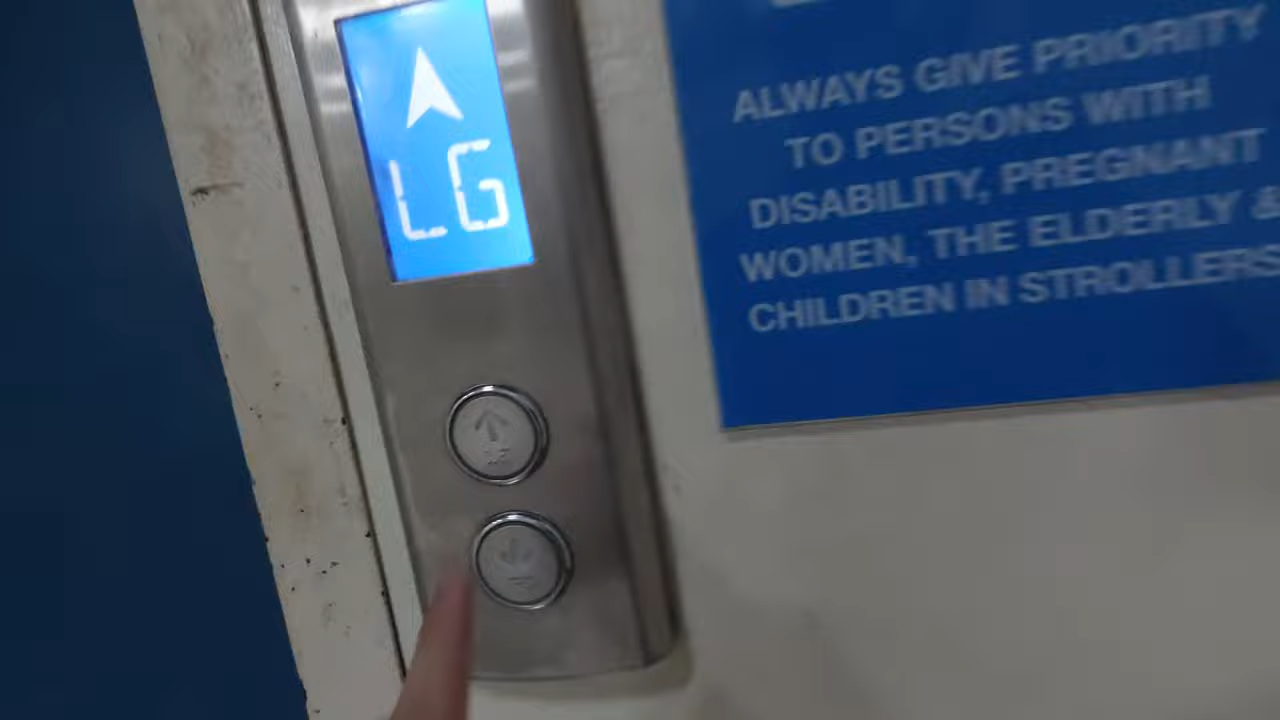 LG
ALWAYS GIVE PRIORITY
TO PERSONS WITH
DISABILITY, PREGNANT
WOMEN, THE ELDERLY &
CHILDREN IN STROLLERS